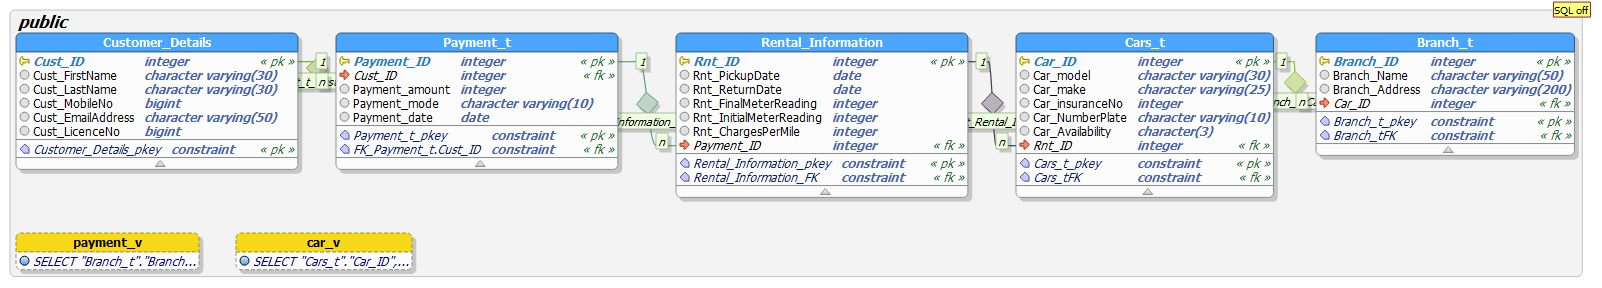 SQL off
public
Customer_Details
Cust_ID integer « pk »
Cust_FirstName character varying(30)
Cust_LastName character varying(30)
Cust_MobileNo bigint
Cust_EmailAddress character varying(50)
Cust_LicenceNo bigint
Customer_Details_pkey constraint « pk »
1
Payment_t
Payment_ID integer « pk »
Cust_ID integer « fk »
Payment_amount integer
Payment_mode character varying(10)
Payment_date date
Payment_t_pkey constraint « pk »
FK_Payment_t.Cust_ID constraint « fk »
1
n
Rental_Information
Rnt_ID integer « pk »
Rnt_PickupDate date
Rnt_ReturnDate date
Rnt_FinalMeterReading integer
Rnt_InitialMeterReading integer
Rnt_ChargesPerMile integer
Payment_ID integer « fk »
Rental_Information_pkey constraint « pk »
Rental_Information_FK constraint « fk »
1
n
Cars_t
Car_ID integer « pk »
Car_model character varying(30)
Car_make character varying(25)
Car_insuranceNo integer
Car_NumberPlate character varying(10)
Car_Availability character(3)
Rnt_ID integer « fk »
Cars_t_pkey constraint « pk »
Cars_tFK constraint « fk »
1
Branch_t
Branch_ID integer « pk »
Branch_Name character varying(50)
Branch_Address character varying(200)
Car_ID integer « fk »
Branch_t_pkey constraint « pk »
Branch_tFK constraint « fk »
payment_v
SELECT "Branch_t"."Branch...
car_v
SELECT "Cars_t"."Car_ID",...